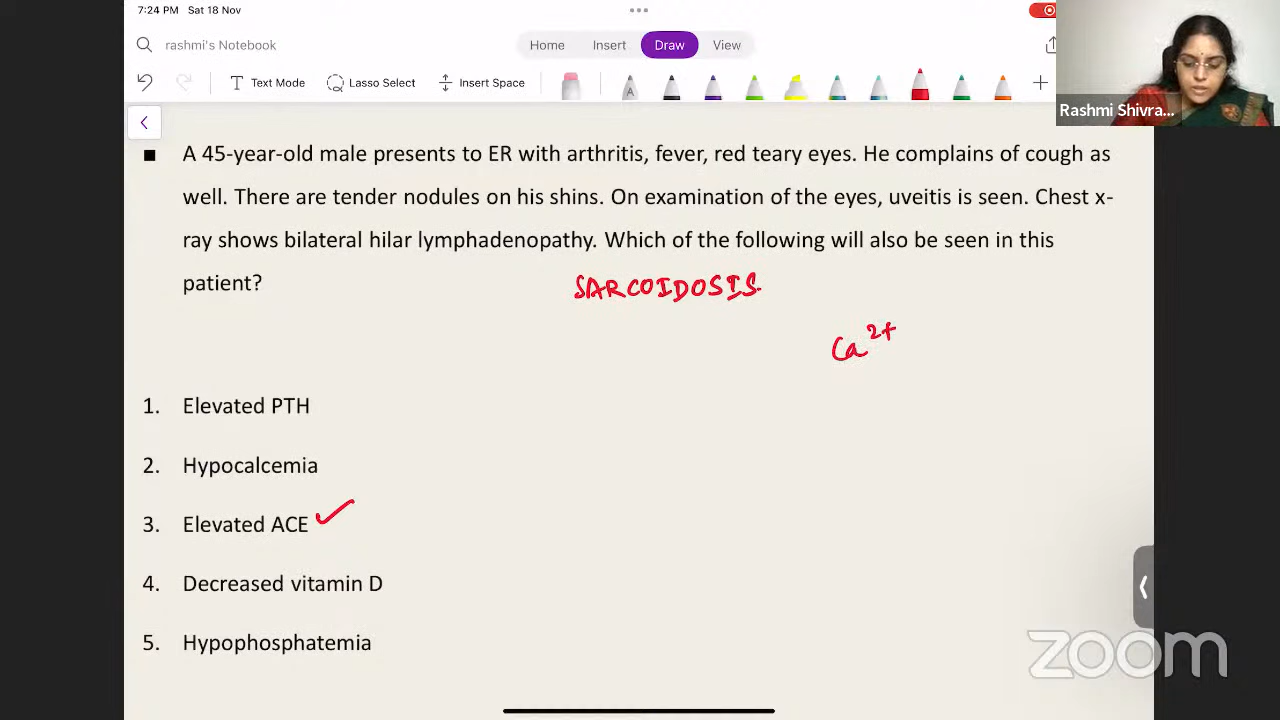 7:24 PM Sat 18 Nov
rashmi's Notebook
Home Insert Draw View
Text Mode Lasso Select Insert Space
A
Rashmi Shivra...
■ A 45-year-old male presents to ER with arthritis, fever, red teary eyes. He complains of cough as
well. There are tender nodules on his shins. On examination of the eyes, uveitis is seen. Chest x-
ray shows bilateral hilar lymphadenopathy. Which of the following will also be seen in this
patient?
SARCOIDOSIS
Ca²⁺
1. Elevated PTH
2. Hypocalcemia
3. Elevated ACE ✓
4. Decreased vitamin D
5. Hypophosphatemia
zoom